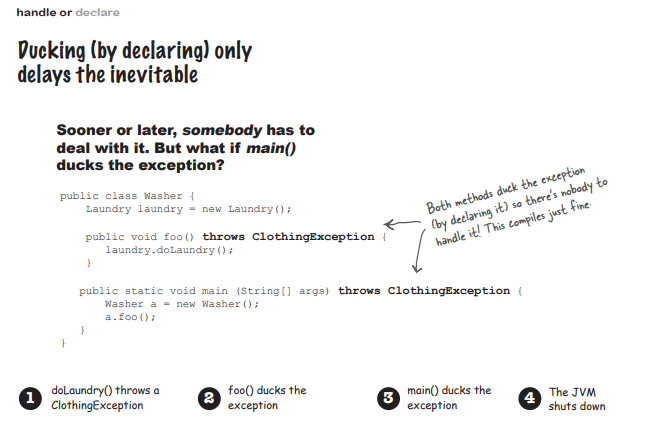 handle or declare
Ducking (by declaring) only
delays the inevitable
Sooner or later, somebody has to
deal with it. But what if main()
ducks the exception?
public class Washer {
Laundry laundry = new Laundry();
public void foo() throws ClothingException {
laundry.doLaundry();
}
public static void main (String[] args) throws ClothingException {
Washer a = new Washer();
a.foo();
}
}
Both methods duck the exception
(by declaring it) so there's nobody to
handle it! This compiles just fine.
1 doLaundry() throws a
ClothingException
2 foo() ducks the
exception
3 main() ducks the
exception
4 The JVM
shuts down